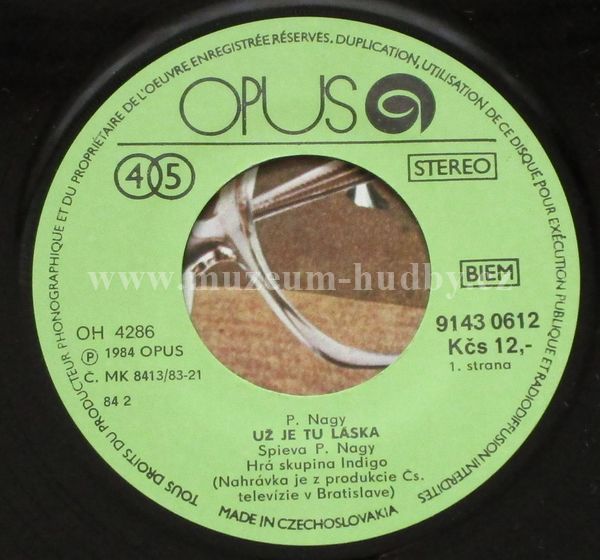 TOUS DROITS DU PRODUCTEUR PHONOGRAPHIQUE ET DU PROPRIÉTAIRE DE L'OEUVRE ENREGISTRÉE RÉSERVÉS. DUPLICATION, UTILISATION DE CE DISQUE POUR EXÉCUTION PUBLIQUE ET RADIODIFFUSION INTERDITES
OPUS
45
STEREO
www.muzeum-hudby.cz
BIEM
OH 4286
℗ 1984 OPUS
Č. MK 8413/83-21
84 2
9143 0612
Kčs 12,-
1. strana
P. Nagy
UŽ JE TU LÁSKA
Spieva P. Nagy
Hrá skupina Indigo
(Nahrávka je z produkcie Čs.
televízie v Bratislave)
MADE IN CZECHOSLOVAKIA